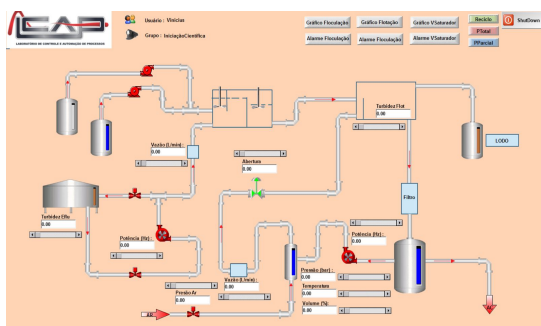 LCAP
LABORATÓRIO DE CONTROLE E AUTOMAÇÃO DE PROCESSOS
Usuário : Vinicius
Grupo : IniciaçãoCientífica
Gráfico Floculação
Gráfico Flotação
Gráfico VSaturador
Alarme Floculação
Alarme Floculação
Alarme VSaturador
Reciclo
PTotal
PParcial
ShutDown
Turbidez Flot
0.00
LODO
Vazão (L/min) :
0.00
Abertura
0.00
Filtro
Turbidez Eflu
0.00
Potência (Hz) :
0.00
Potência (Hz) :
0.00
Vazão (L/min) :
0.00
Pressão (bar) :
0.00
Temperatura
0.00
Volume (%):
0.00
Pressão Ar
0.00
AR